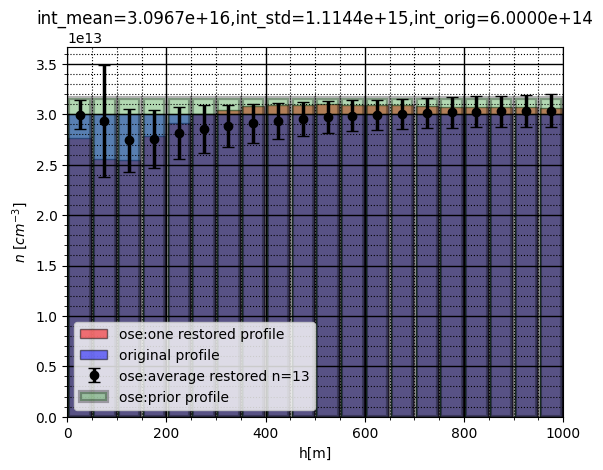 int_mean=3.0967e+16,int_std=1.1144e+15,int_orig=6.0000e+14
1e13
3.5
3.0
2.5
2.0
1.5
1.0
0.5
0.0
n [cm⁻³]
ose:one restored profile
original profile
ose:average restored n=13
ose:prior profile
0 200 400 600 800 1000
h[m]